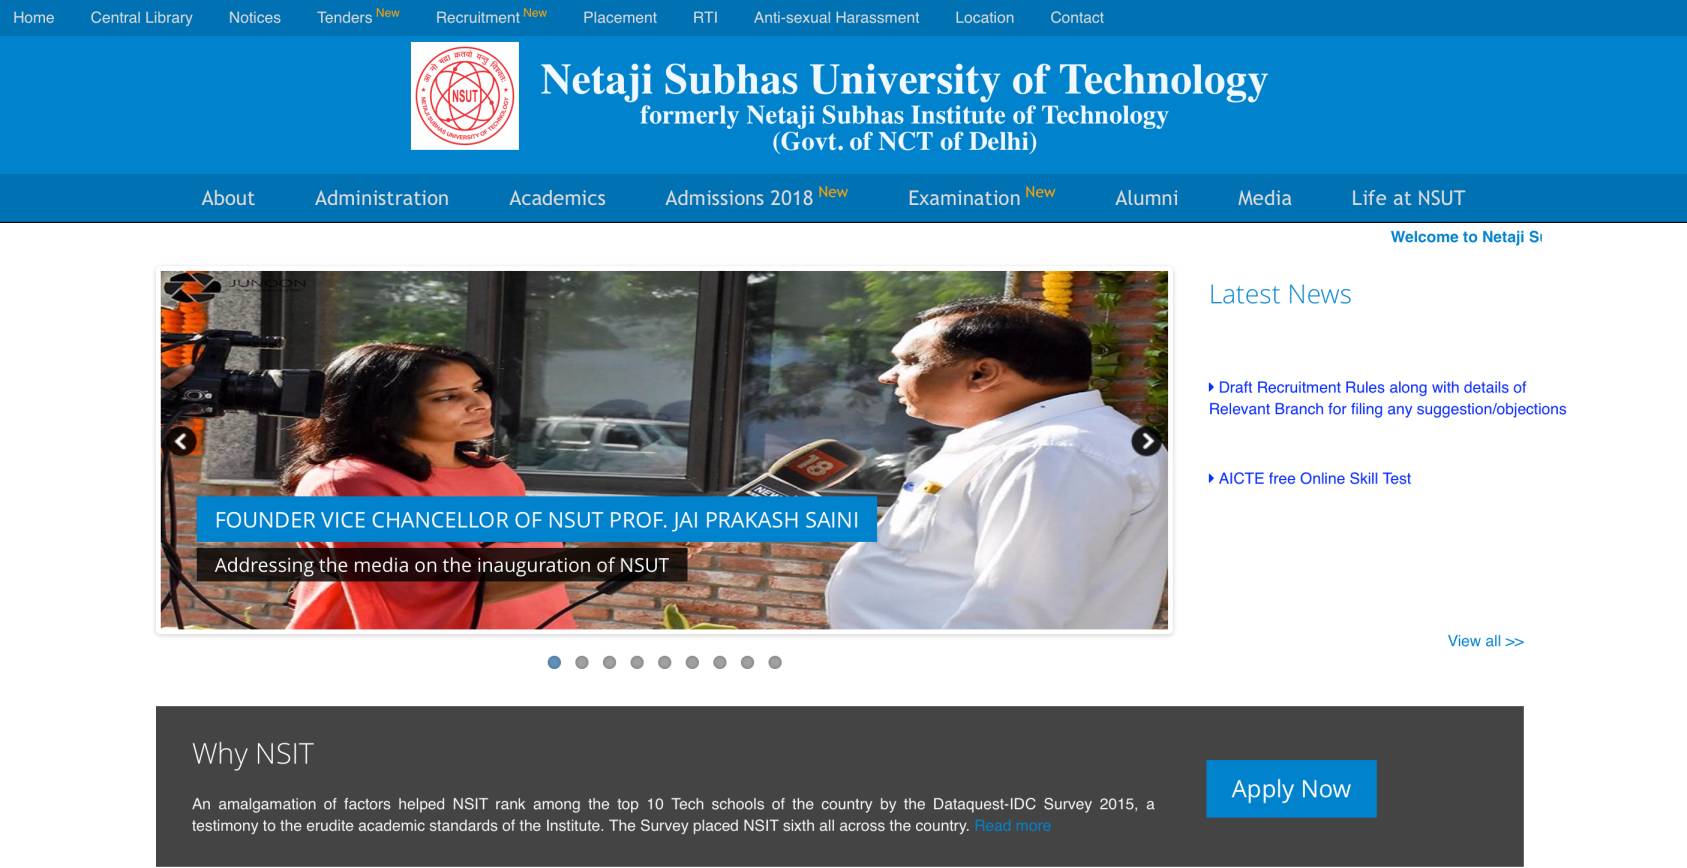 Home Central Library Notices Tenders New Recruitment New Placement RTI Anti-sexual Harassment Location Contact
NSUT
NETAJI SUBHAS UNIVERSITY OF TECHNOLOGY
Netaji Subhas University of Technology
formerly Netaji Subhas Institute of Technology
(Govt. of NCT of Delhi)
About Administration Academics Admissions 2018 New Examination New Alumni Media Life at NSUT
Welcome to Netaji
JUNOON
18
NEWS
FOUNDER VICE CHANCELLOR OF NSUT PROF. JAI PRAKASH SAINI
Addressing the media on the inauguration of NSUT
Latest News
Draft Recruitment Rules along with details of
Relevant Branch for filing any suggestion/objections
AICTE free Online Skill Test
View all >>
Why NSIT
An amalgamation of factors helped NSIT rank among the top 10 Tech schools of the country by the Dataquest-IDC Survey 2015, a
testimony to the erudite academic standards of the Institute. The Survey placed NSIT sixth all across the country. Read more
Apply Now